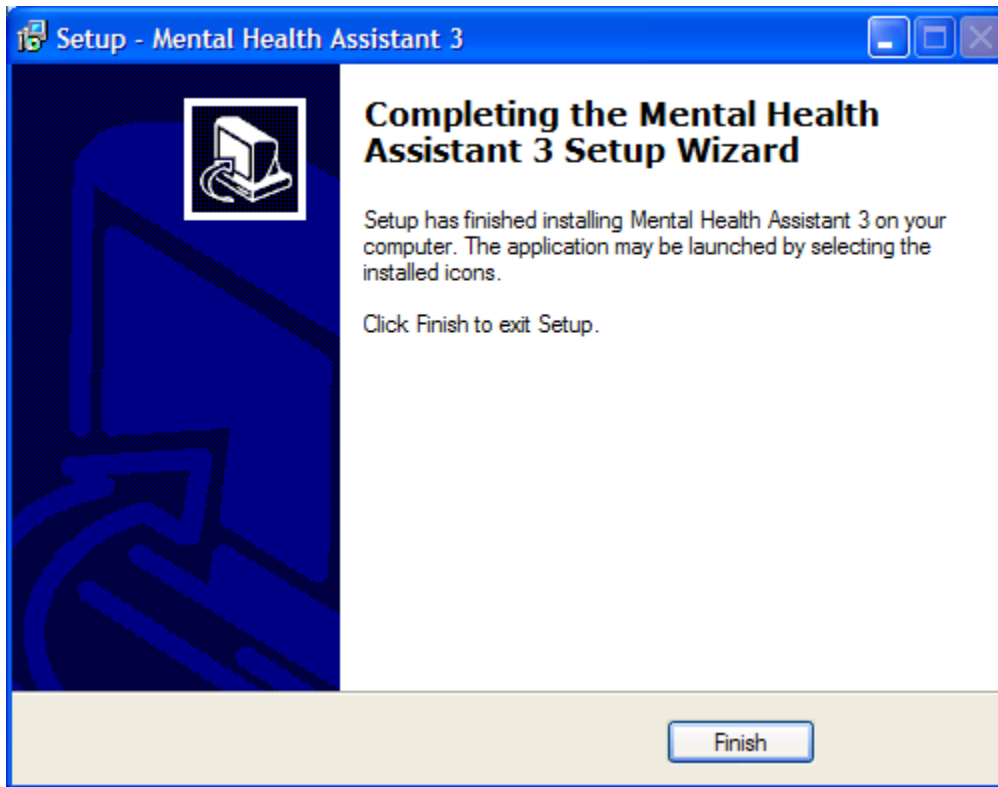 Setup - Mental Health Assistant 3
Completing the Mental Health
Assistant 3 Setup Wizard
Setup has finished installing Mental Health Assistant 3 on your
computer. The application may be launched by selecting the
installed icons.
Click Finish to exit Setup.
Finish